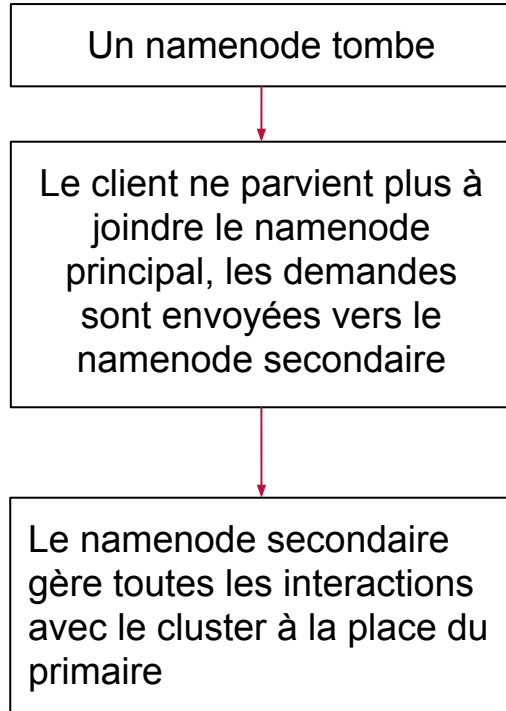 Un namenode tombe
Le client ne parvient plus à
joindre le namenode
principal, les demandes
sont envoyées vers le
namenode secondaire
Le namenode secondaire
gère toutes les interactions
avec le cluster à la place du
primaire